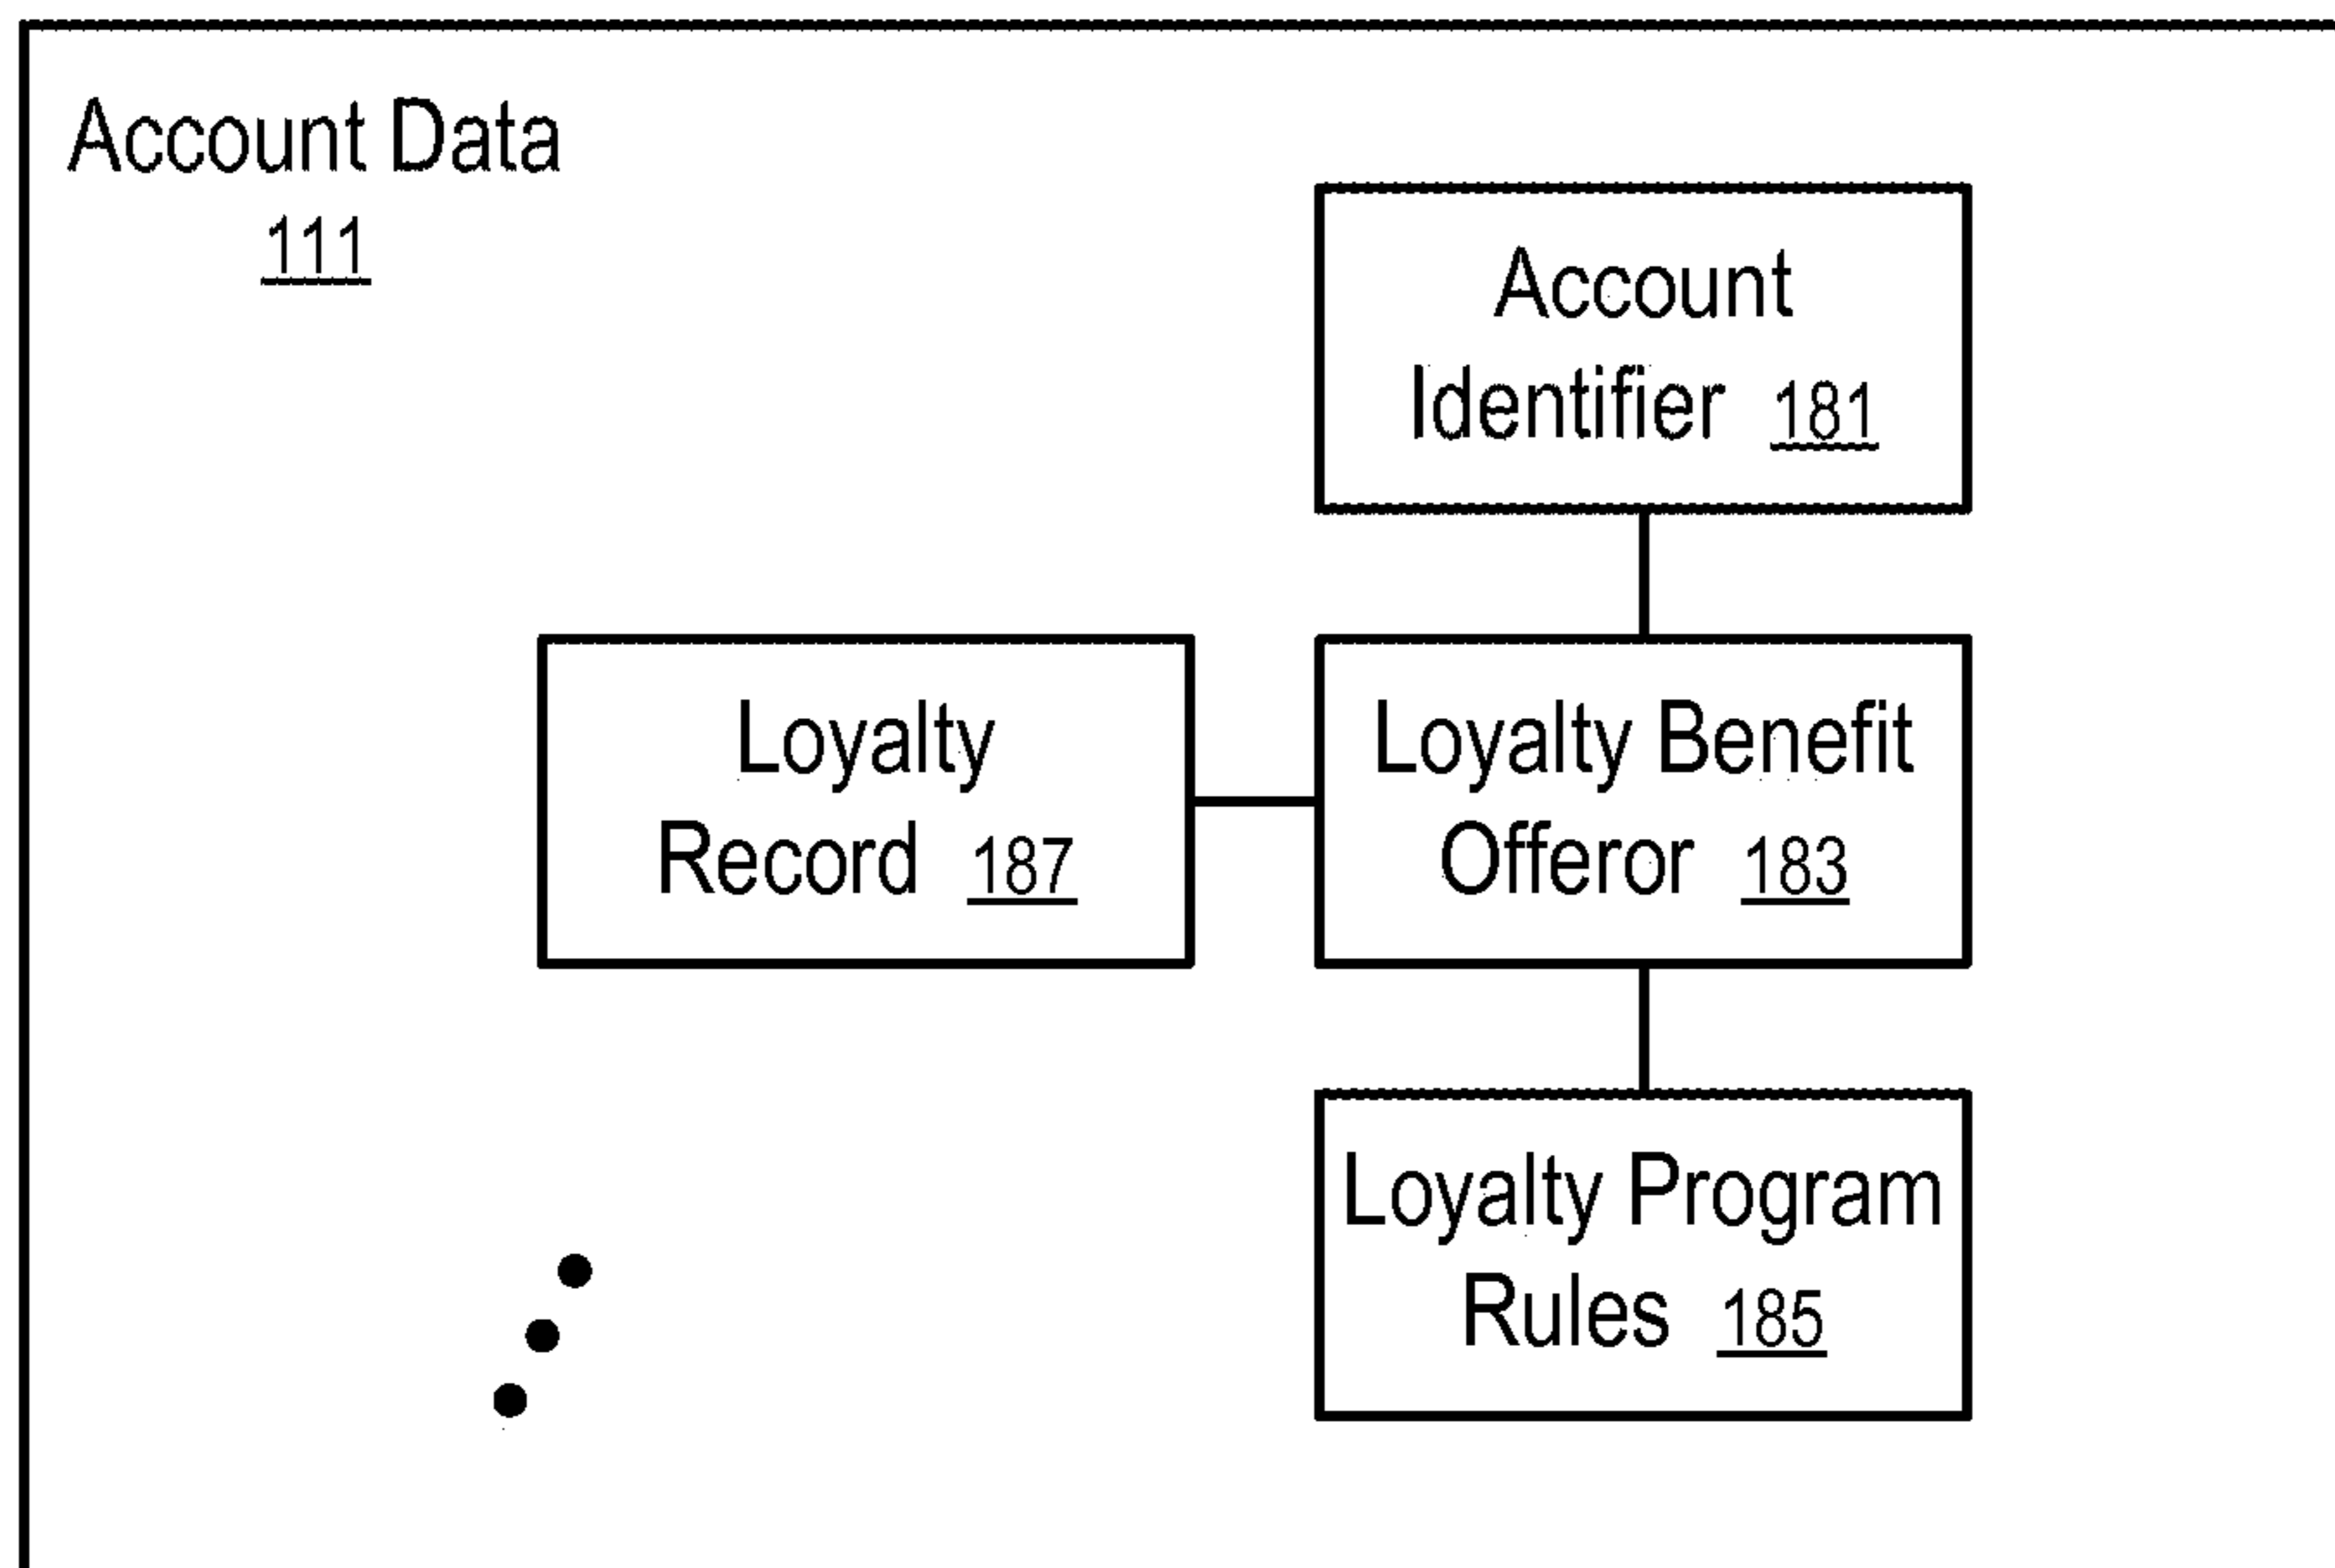 Account Data
111
Account
Identifier 181
Loyalty
Record 187
Loyalty Benefit
Offeror 183
Loyalty Program
Rules 185